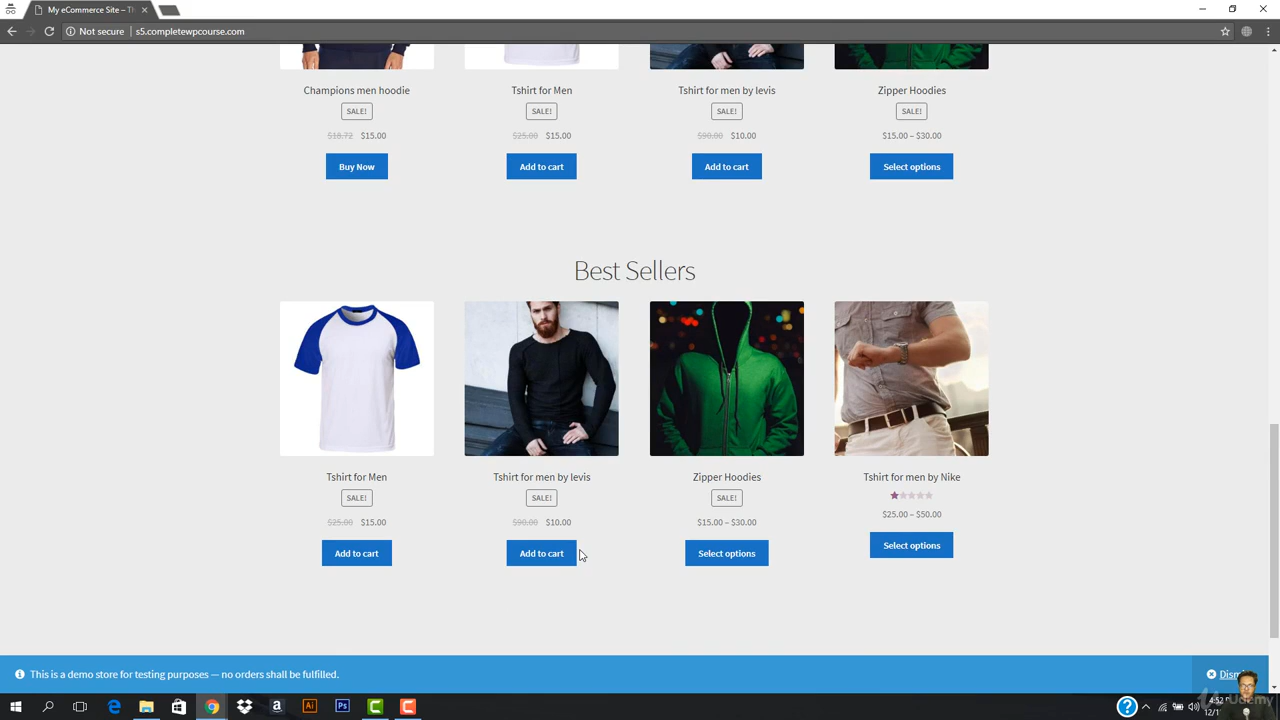 My eCommerce Site – Th
Not secure
s5.completewpcourse.com
Champions men hoodie
Tshirt for Men
Tshirt for men by levis
Zipper Hoodies
SALE!
SALE!
SALE!
SALE!
$18.72 $15.00
$25.00 $15.00
$90.00 $10.00
$15.00 – $30.00
Buy Now
Add to cart
Add to cart
Select options
Best Sellers
Tshirt for Men
Tshirt for men by levis
Zipper Hoodies
Tshirt for men by Nike
SALE!
SALE!
SALE!
$25.00 $15.00
$90.00 $10.00
$15.00 – $30.00
$25.00 – $50.00
Add to cart
Add to cart
Select options
Select options
This is a demo store for testing purposes — no orders shall be fulfilled.
Udemy